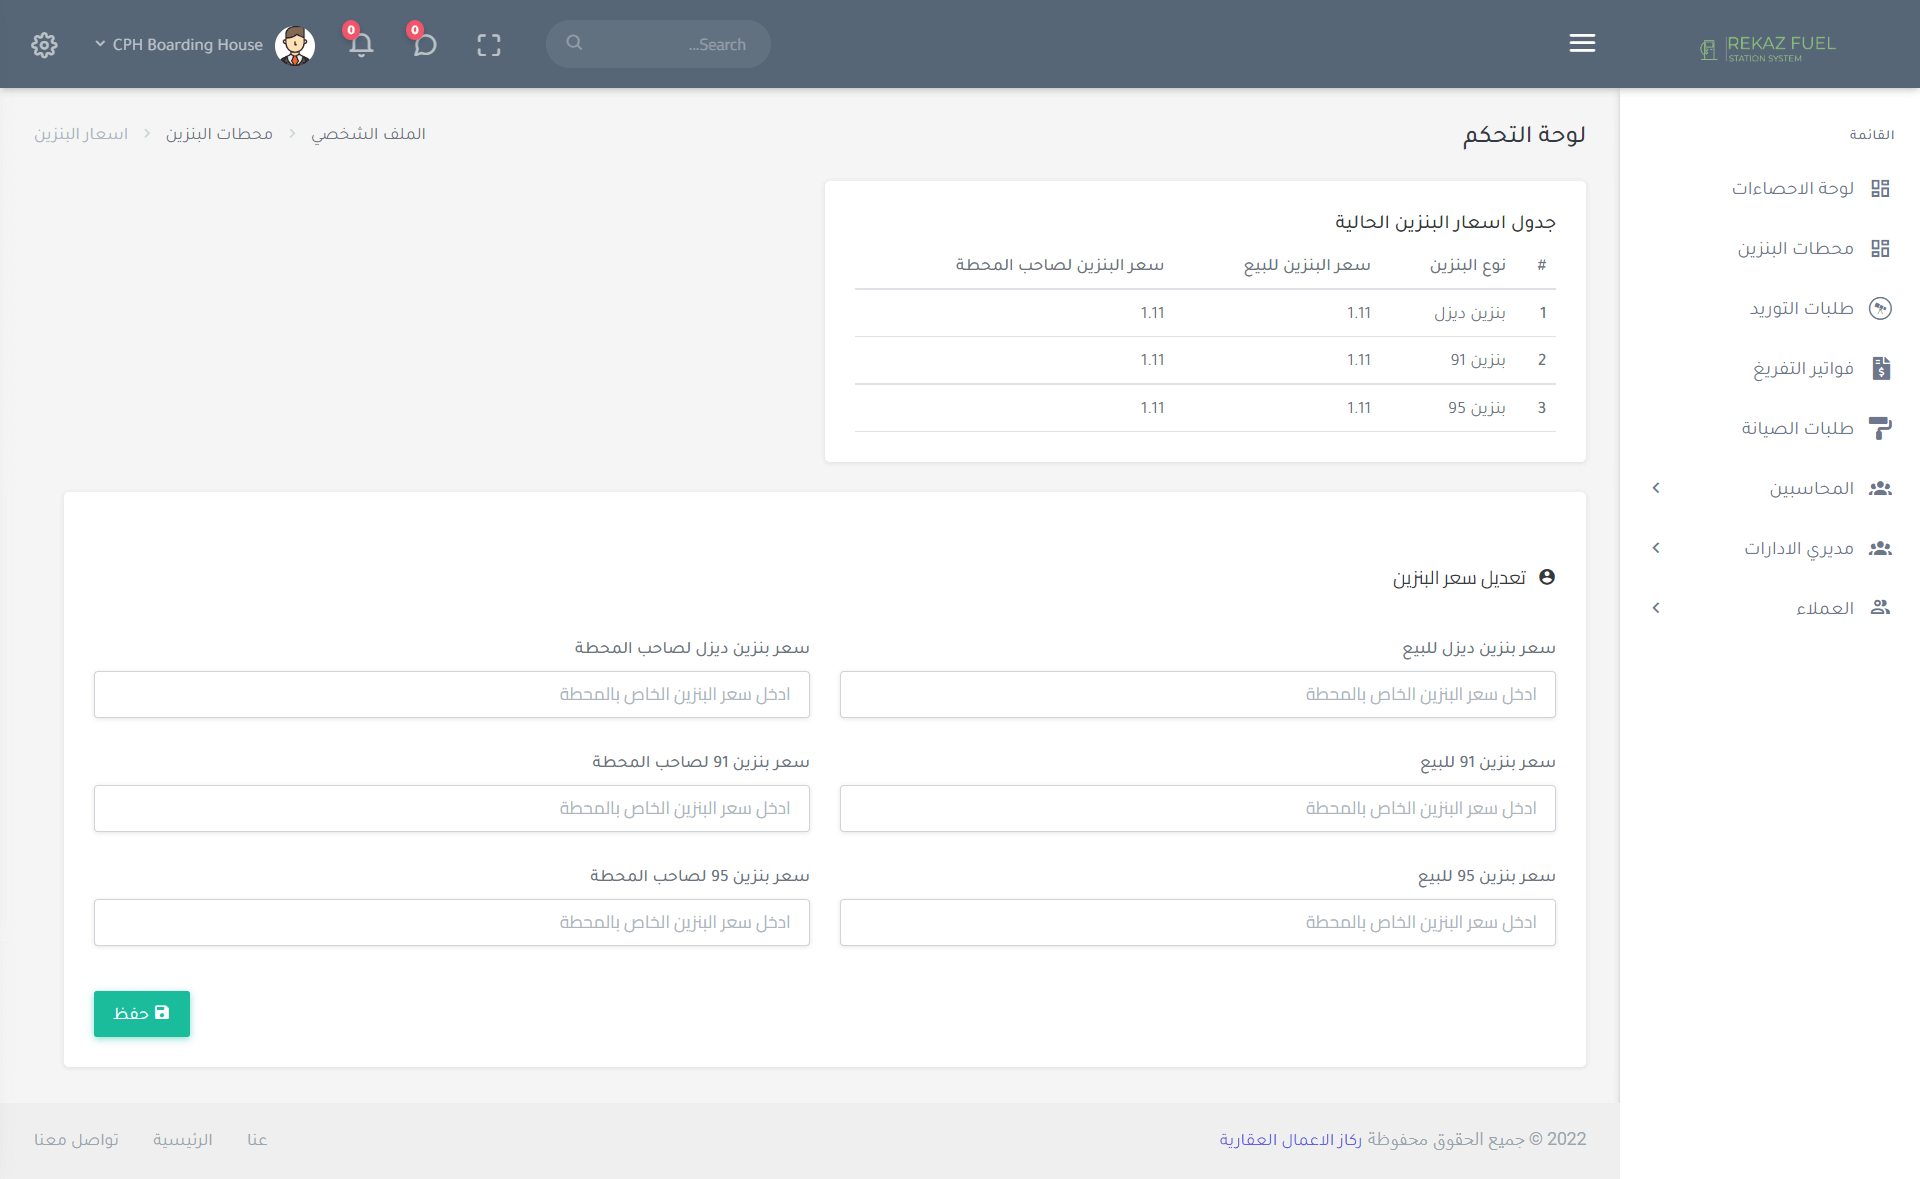 REKAZ FUEL
STATION SYSTEM
Search...
0
0
CPH Boarding House
القائمة
لوحة الاحصاءات
محطات البنزين
طلبات التوريد
فواتير التفريغ
طلبات الصيانة
المحاسبين
مديري الادارات
العملاء
لوحة التحكم
الملف الشخصي
محطات البنزين
اسعار البنزين
جدول اسعار البنزين الحالية
# نوع البنزين سعر البنزين للبيع سعر البنزين لصاحب المحطة
1 بنزين ديزل 1.11 1.11
2 بنزين 91 1.11 1.11
3 بنزين 95 1.11 1.11
تعديل سعر البنزين
سعر بنزين ديزل للبيع
ادخل سعر البنزين الخاص بالمحطة
سعر بنزين ديزل لصاحب المحطة
ادخل سعر البنزين الخاص بالمحطة
سعر بنزين 91 للبيع
ادخل سعر البنزين الخاص بالمحطة
سعر بنزين 91 لصاحب المحطة
ادخل سعر البنزين الخاص بالمحطة
سعر بنزين 95 للبيع
ادخل سعر البنزين الخاص بالمحطة
سعر بنزين 95 لصاحب المحطة
ادخل سعر البنزين الخاص بالمحطة
حفظ
2022 © جميع الحقوق محفوظة ركاز الاعمال العقارية
عنا
الرئيسية
تواصل معنا